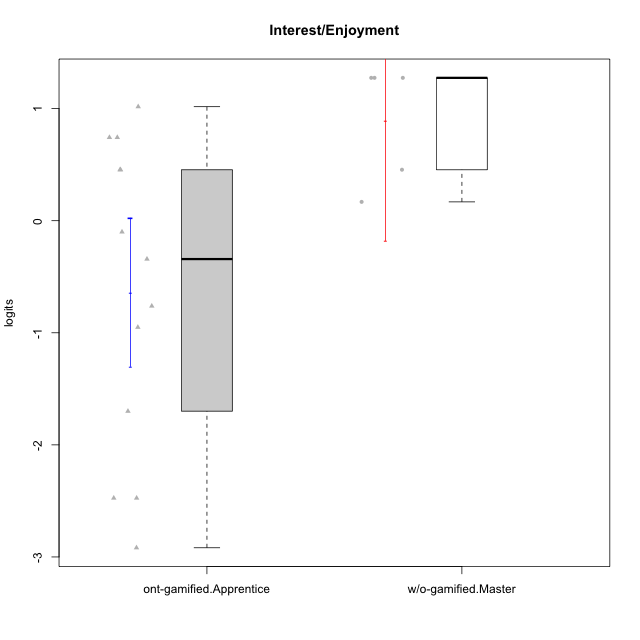 Interest/Enjoyment
logits
1
0
-1
-2
-3
ont-gamified.Apprentice
w/o-gamified.Master